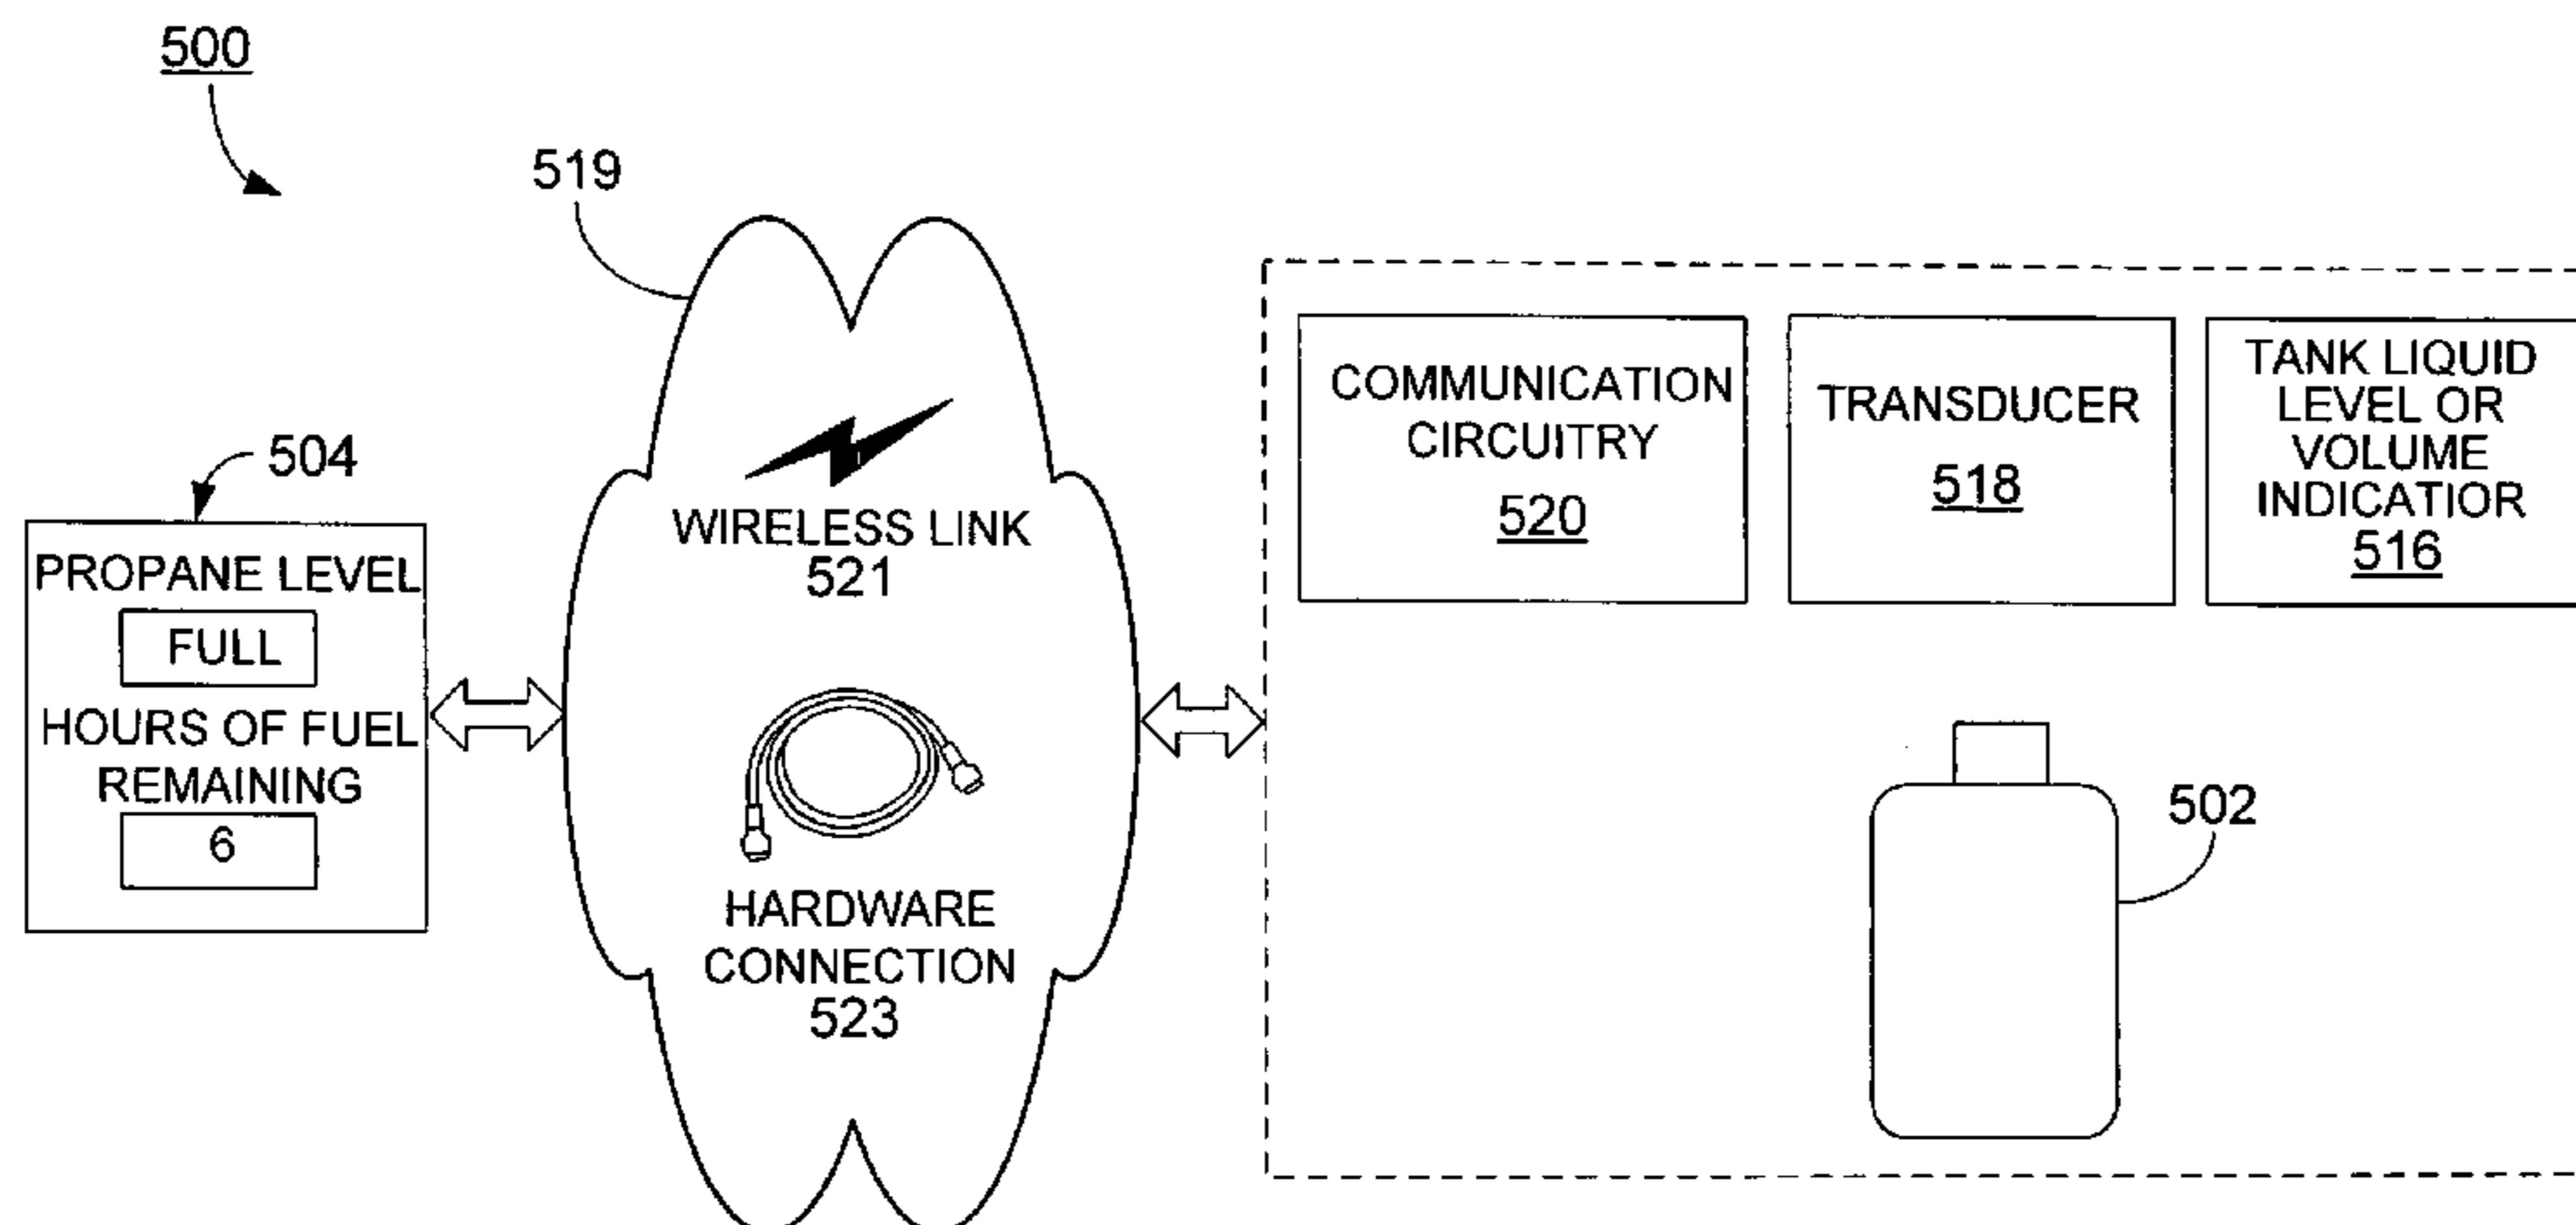 500
519
504
PROPANE LEVEL
FULL
HOURS OF FUEL
REMAINING
6
WIRELESS LINK
521
HARDWARE
CONNECTION
523
COMMUNICATION
CIRCUITRY
520
TRANSDUCER
518
TANK LIQUID
LEVEL OR
VOLUME
INDICATIOR
516
502